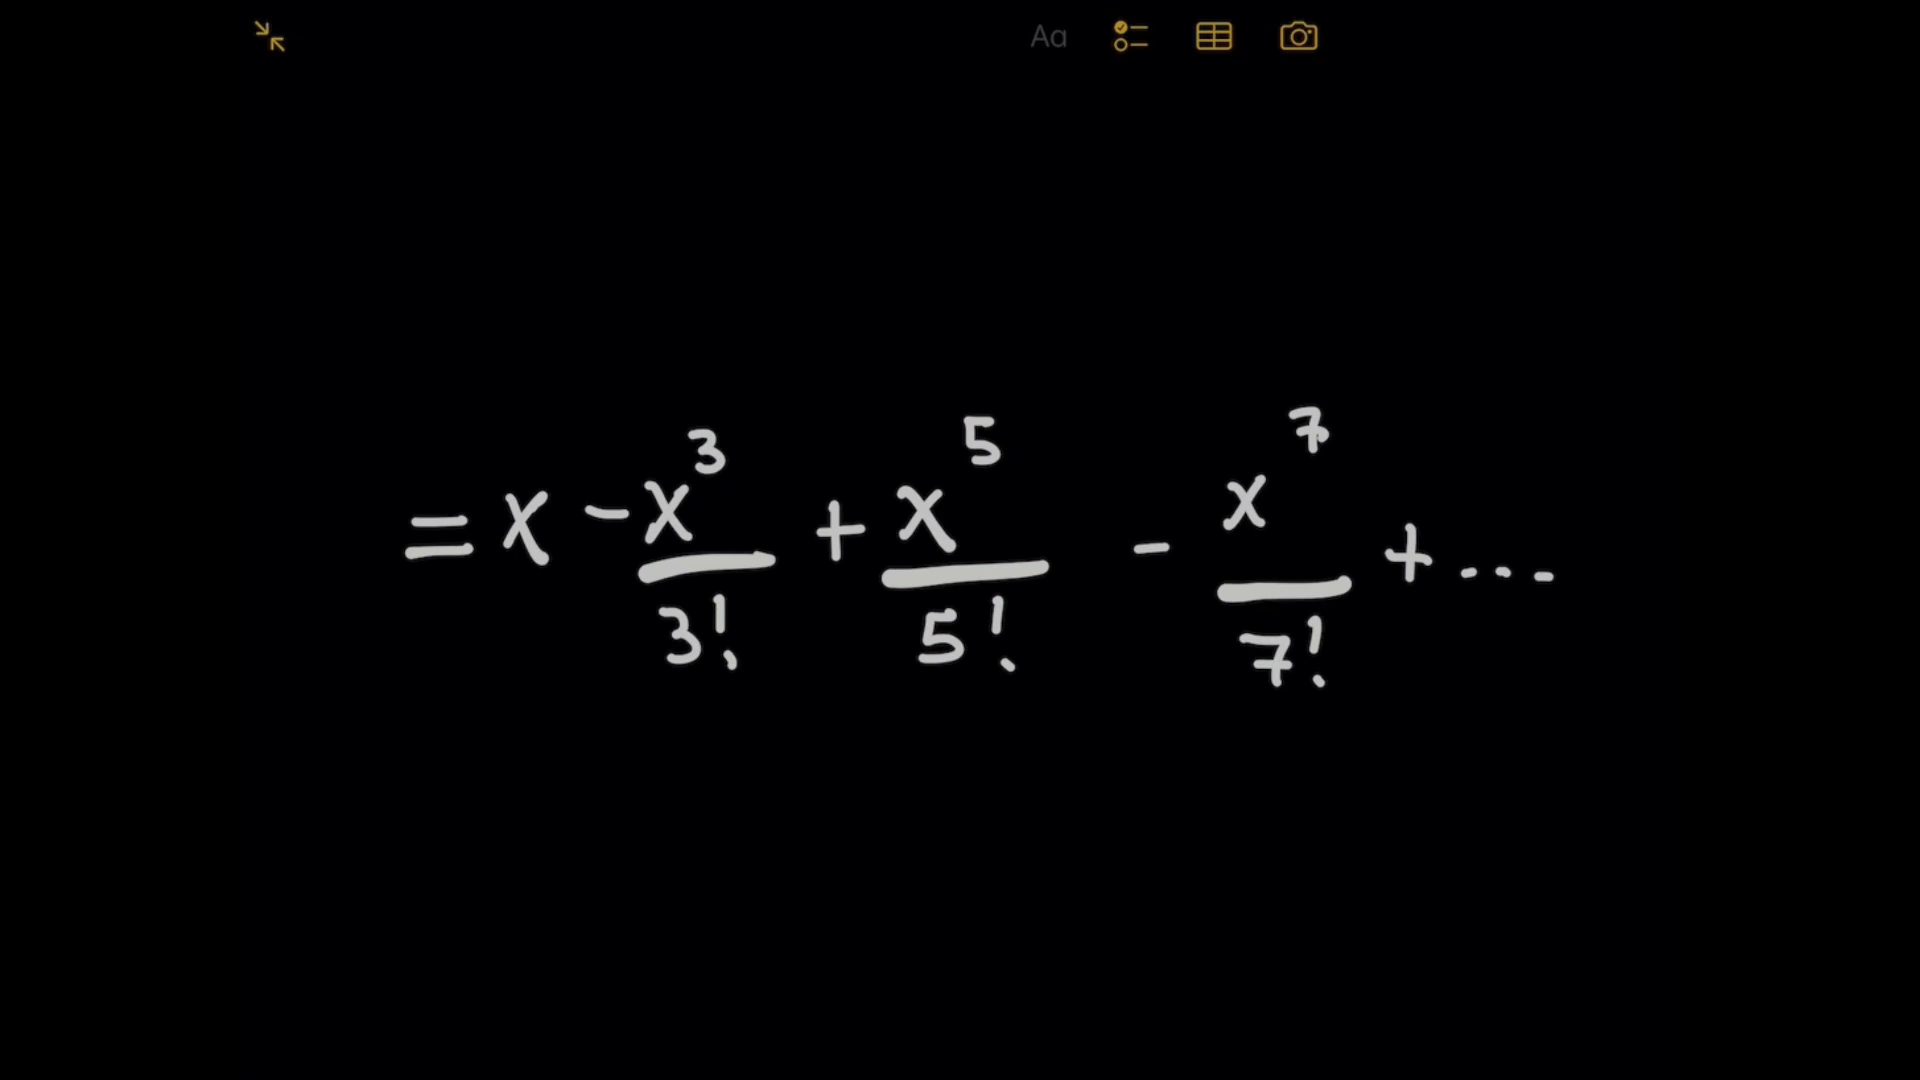 Aa
= x - x³/3! + x⁵/5! - x⁷/7! + ...